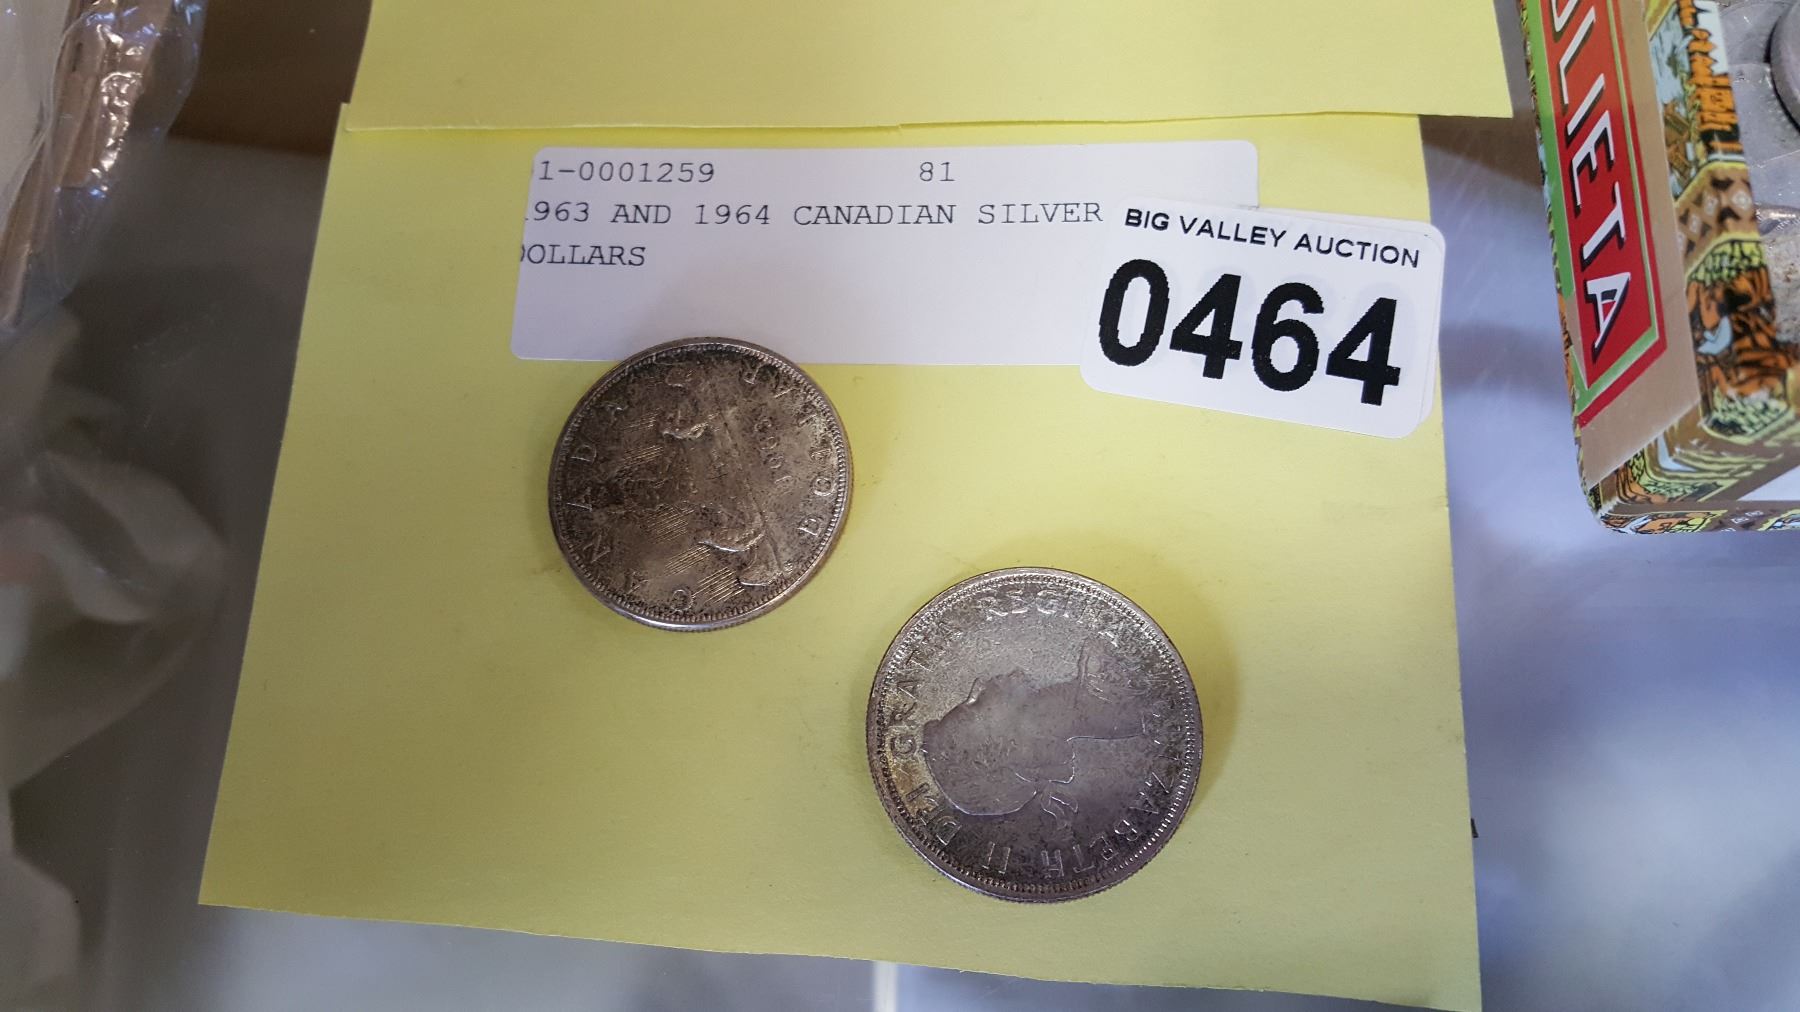 1-0001259 81
963 AND 1964 CANADIAN SILVER
OLLARS
BIG VALLEY AUCTION
0464
CANADA
DOLLAR
ELIZABETH II DEI GRATIA REGINA
LIETA